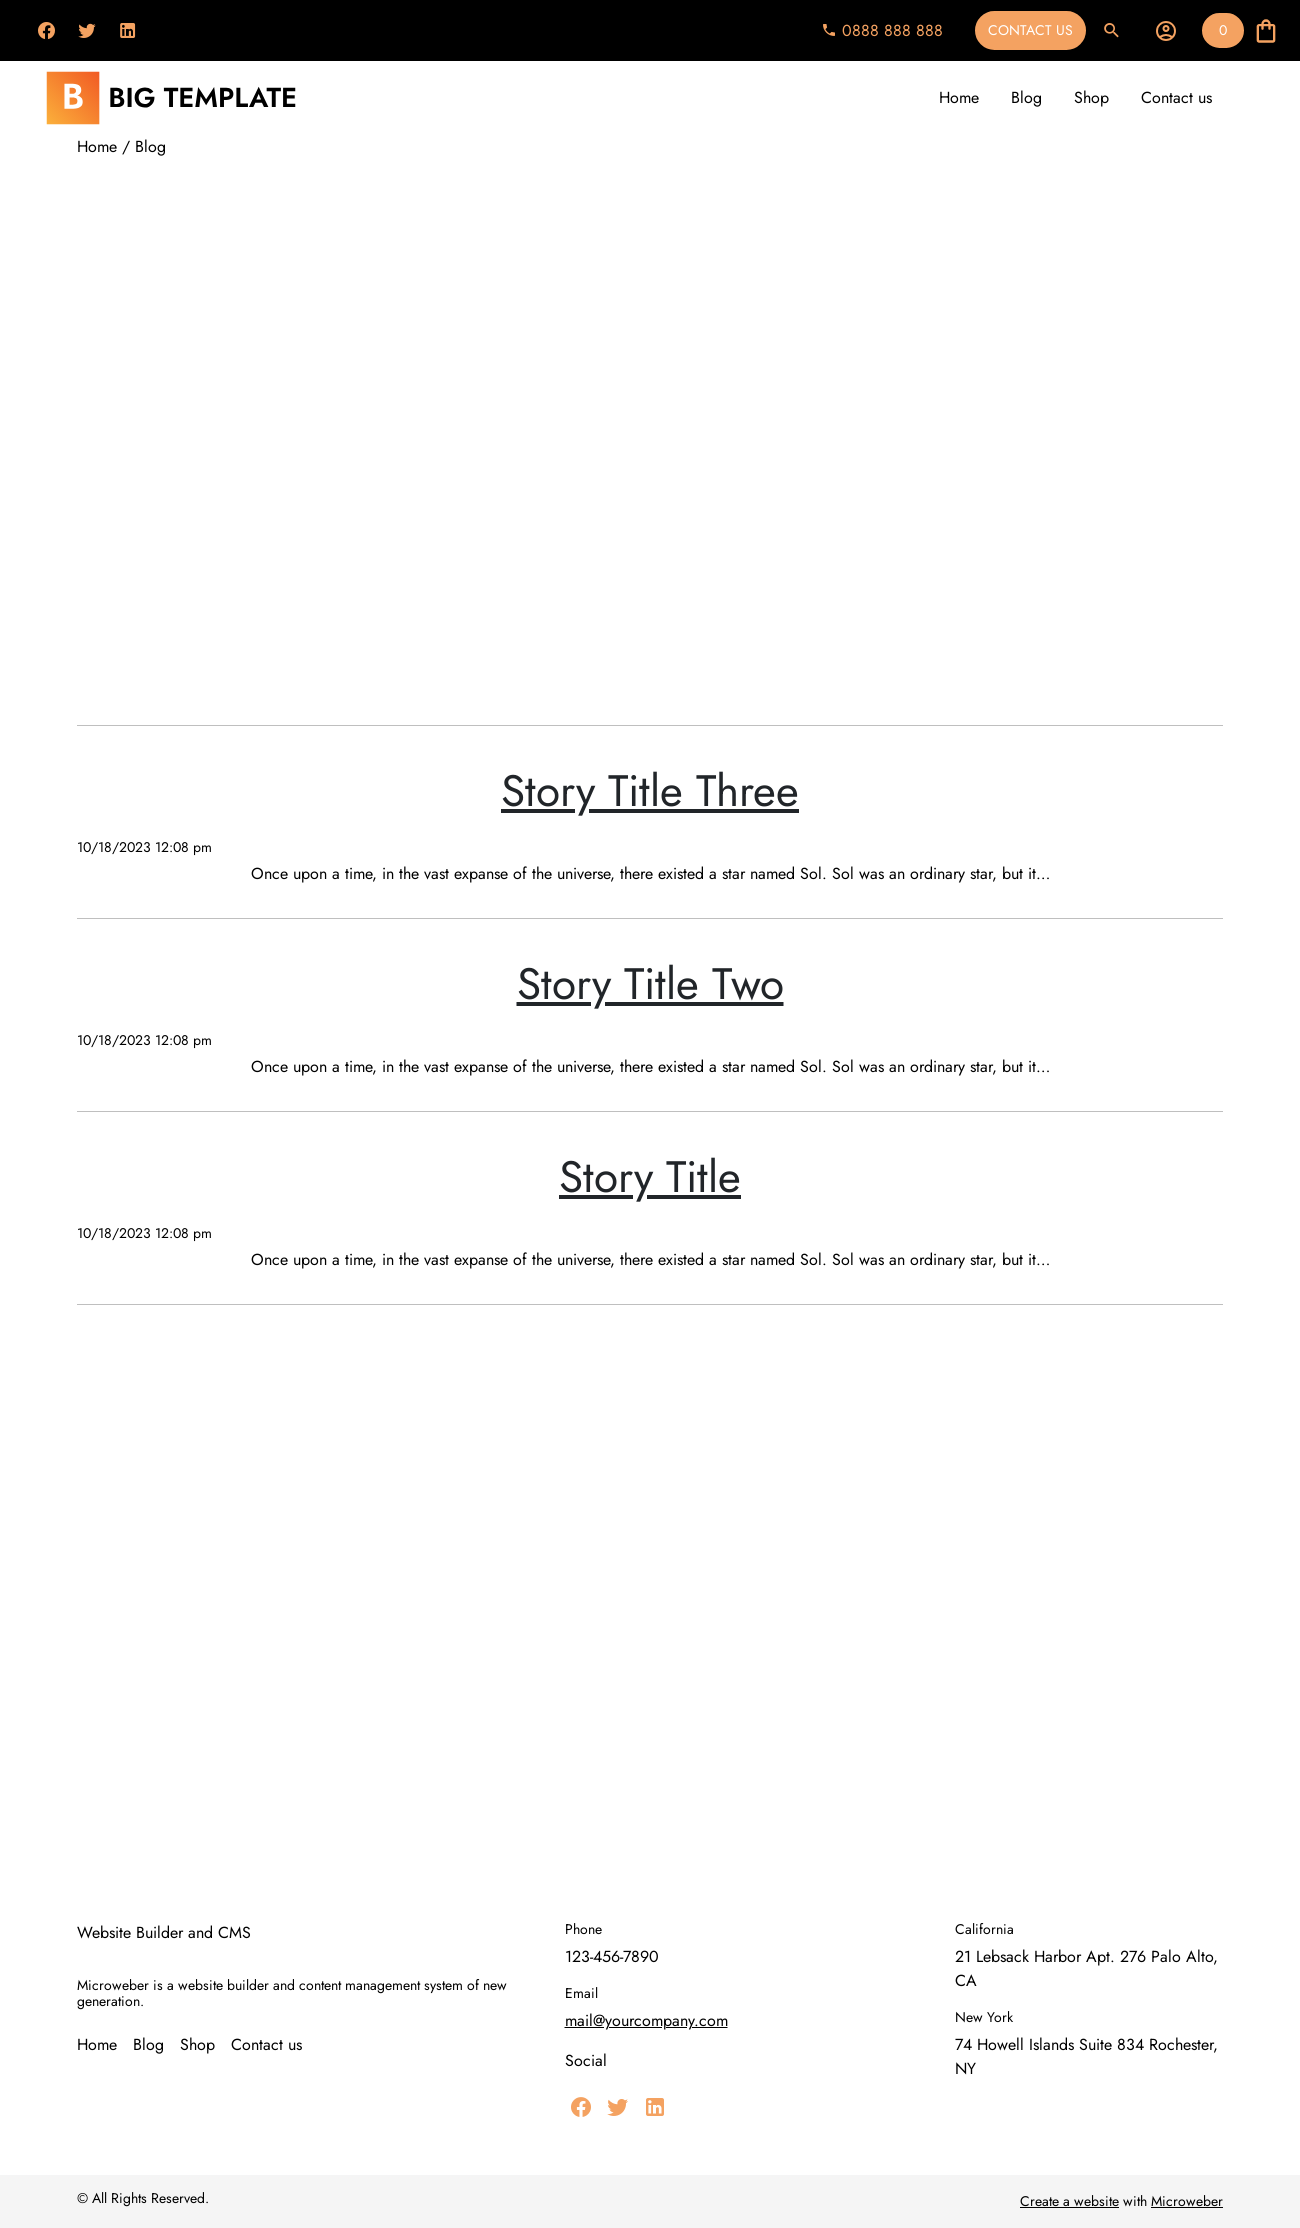 0888 888 888
CONTACT US
0
B BIG TEMPLATE
Home Blog Shop Contact us
Home / Blog
Story Title Three
10/18/2023 12:08 pm
Once upon a time, in the vast expanse of the universe, there existed a star named Sol. Sol was an ordinary star, but it...
Story Title Two
10/18/2023 12:08 pm
Once upon a time, in the vast expanse of the universe, there existed a star named Sol. Sol was an ordinary star, but it...
Story Title
10/18/2023 12:08 pm
Once upon a time, in the vast expanse of the universe, there existed a star named Sol. Sol was an ordinary star, but it...
Website Builder and CMS
Microweber is a website builder and content management system of new
generation.
Home Blog Shop Contact us
Phone
123-456-7890
Email
mail@yourcompany.com
Social
California
21 Lebsack Harbor Apt. 276 Palo Alto,
CA
New York
74 Howell Islands Suite 834 Rochester,
NY
© All Rights Reserved.
Create a website with Microweber